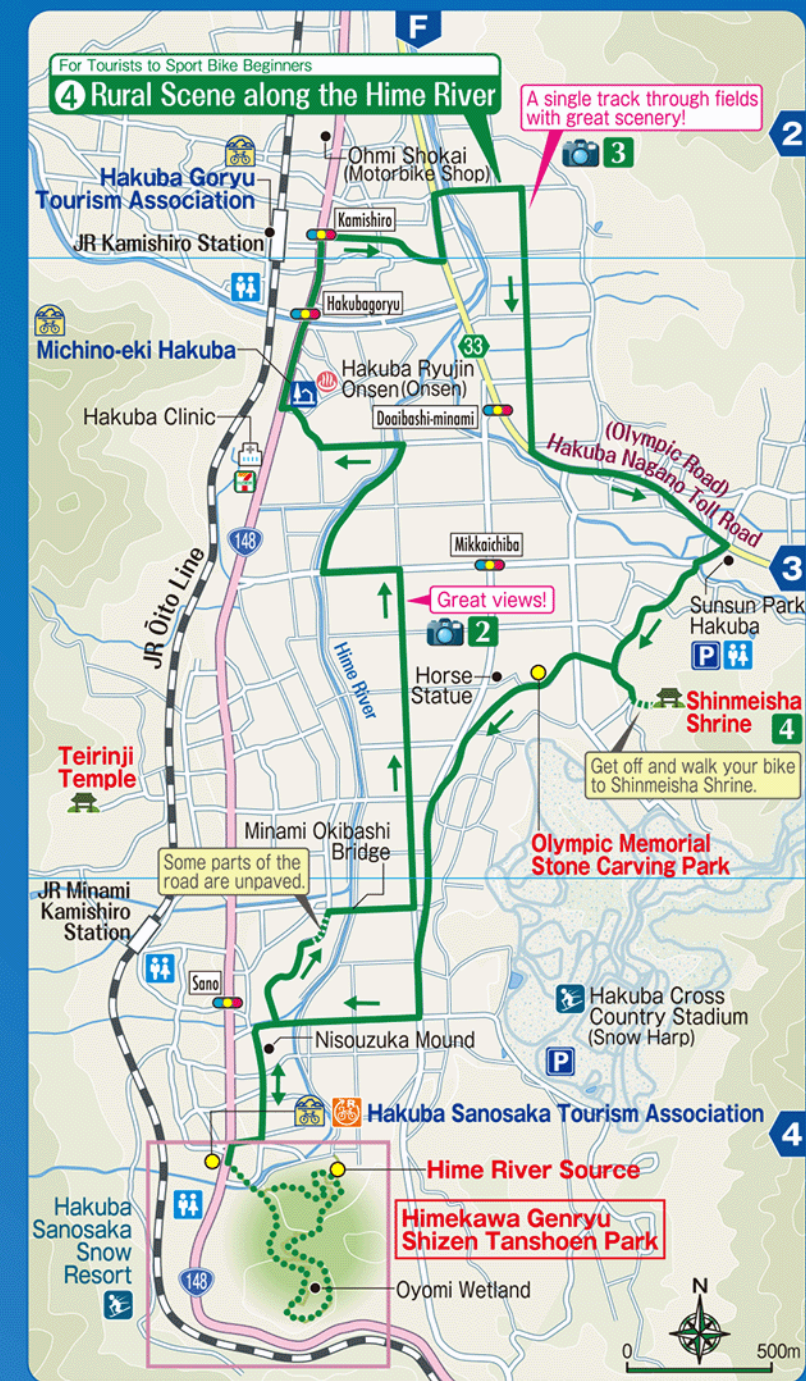 F
For Tourists to Sport Bike Beginners
4 Rural Scene along the Hime River
A single track through fields
with great scenery!
2
3
Ohmi Shokai
(Motorbike Shop)
Hakuba Goryu
Tourism Association
Kamishiro
JR Kamishiro Station
Hakubagoryu
Michino-eki Hakuba
33
Hakuba Ryujin
Onsen(Onsen)
Doaibashi-minami
Hakuba Clinic
(Olympic Road)
Hakuba Nagano Toll Road
148
Mikkaichiba
3
JR Ōito Line
Great views!
2
Sunsun Park
Hakuba
P
Hime River
Horse
Statue
Shinmeisha
Shrine
4
Teirinji
Temple
Get off and walk your bike
to Shinmeisha Shrine.
Minami Okibashi
Bridge
Olympic Memorial
Stone Carving Park
Some parts of the
road are unpaved.
JR Minami
Kamishiro
Station
Sano
Hakuba Cross
Country Stadium
(Snow Harp)
Nisouzuka Mound
P
R
Hakuba Sanosaka Tourism Association
4
Hime River Source
Hakuba
Sanosaka
Snow
Resort
Himekawa Genryu
Shizen Tanshoen Park
148
Oyomi Wetland
N
0 500m